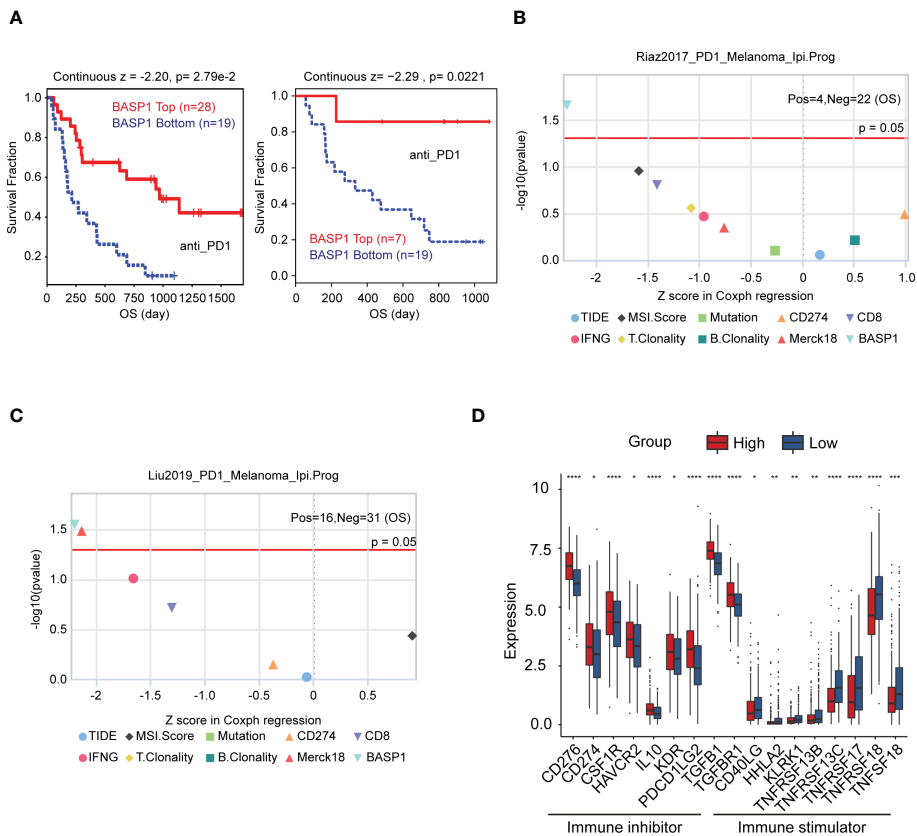 A
Continuous z = -2.20, p= 2.79e-2
BASP1 Top (n=28)
BASP1 Bottom (n=19)
anti_PD1
Survival Fraction
1.0
0.8
0.6
0.4
0.2
0
250
500
750
1000
1500
OS (day)
Continuous z= −2.29 , p= 0.0221
anti_PD1
BASP1 Top (n=7)
BASP1 Bottom (n=19)
Survival Fraction
1.0
0.8
0.6
0.4
0.2
0.0
0
200
400
600
800
1000
OS (day)
B
Riaz2017_PD1_Melanoma_Ipi.Prog
Pos=4,Neg=22 (OS)
p = 0.05
-log10(pvalue)
1.5
1.0
0.5
0.0
-2
-1.5
-1
-0.5
0
0.5
1
Z score in Coxph regression
TIDE MSI.Score Mutation CD274 CD8
IFNG T.Clonality B.Clonality Merck18 BASP1
C
Liu2019_PD1_Melanoma_Ipi.Prog
Pos=16,Neg=31 (OS)
p = 0.05
-log10(pvalue)
1.5
1.0
0.5
0.0
-2
-1.5
-1
-0.5
0
0.5
Z score in Coxph regression
TIDE MSI.Score Mutation CD274 CD8
IFNG T.Clonality B.Clonality Merck18 BASP1
D
Group High Low
**** * **** * **** * **** **** **** * ** ** ** **** **** **** ***
Expression
10
7.5
5.0
2.5
0.0
CD276
CD274
CSF1R
HAVCR2
IL10
KDR
PDCD1LG2
TGFB1
TGFBR1
CD40LG
HHLA2
KLRK1
TNFRSF13B
TNFRSF13C
TNFRSF17
TNFRSF18
TNFSF18
Immune inhibitor
Immune stimulator